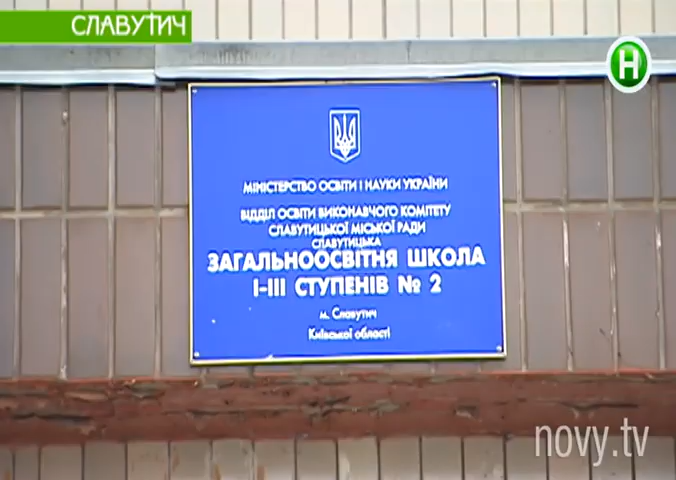 СЛАВУТИЧ
Н
МІНІСТЕРСТВО ОСВІТИ І НАУКИ УКРАЇНИ
ВІДДІЛ ОСВІТИ ВИКОНАВЧОГО КОМІТЕТУ
СЛАВУТИЦЬКОЇ МІСЬКОЇ РАДИ
СЛАВУТИЦЬКА
ЗАГАЛЬНООСВІТНЯ ШКОЛА
І-ІІІ СТУПЕНІВ № 2
м. Славутич
Київської області
novy.tv